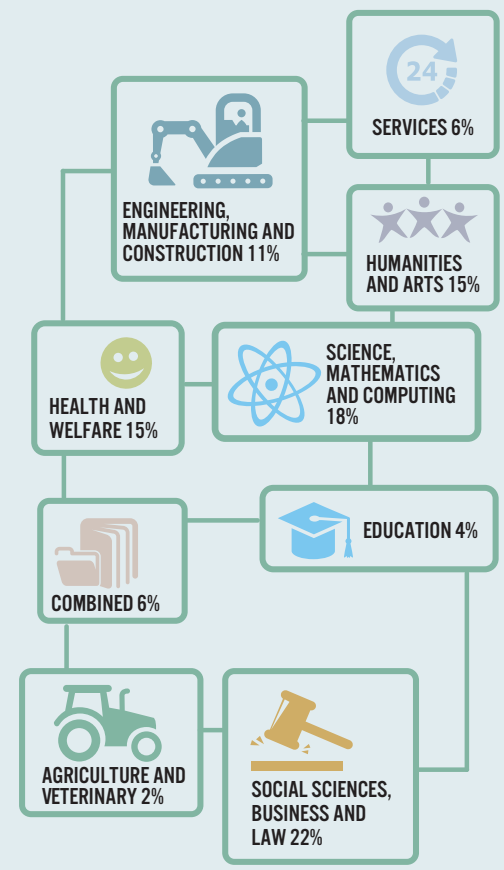 24
SERVICES 6%
ENGINEERING,
MANUFACTURING AND
CONSTRUCTION 11%
HUMANITIES
AND ARTS 15%
SCIENCE,
MATHEMATICS
AND COMPUTING
18%
HEALTH AND
WELFARE 15%
EDUCATION 4%
COMBINED 6%
AGRICULTURE AND
VETERINARY 2%
SOCIAL SCIENCES,
BUSINESS AND
LAW 22%